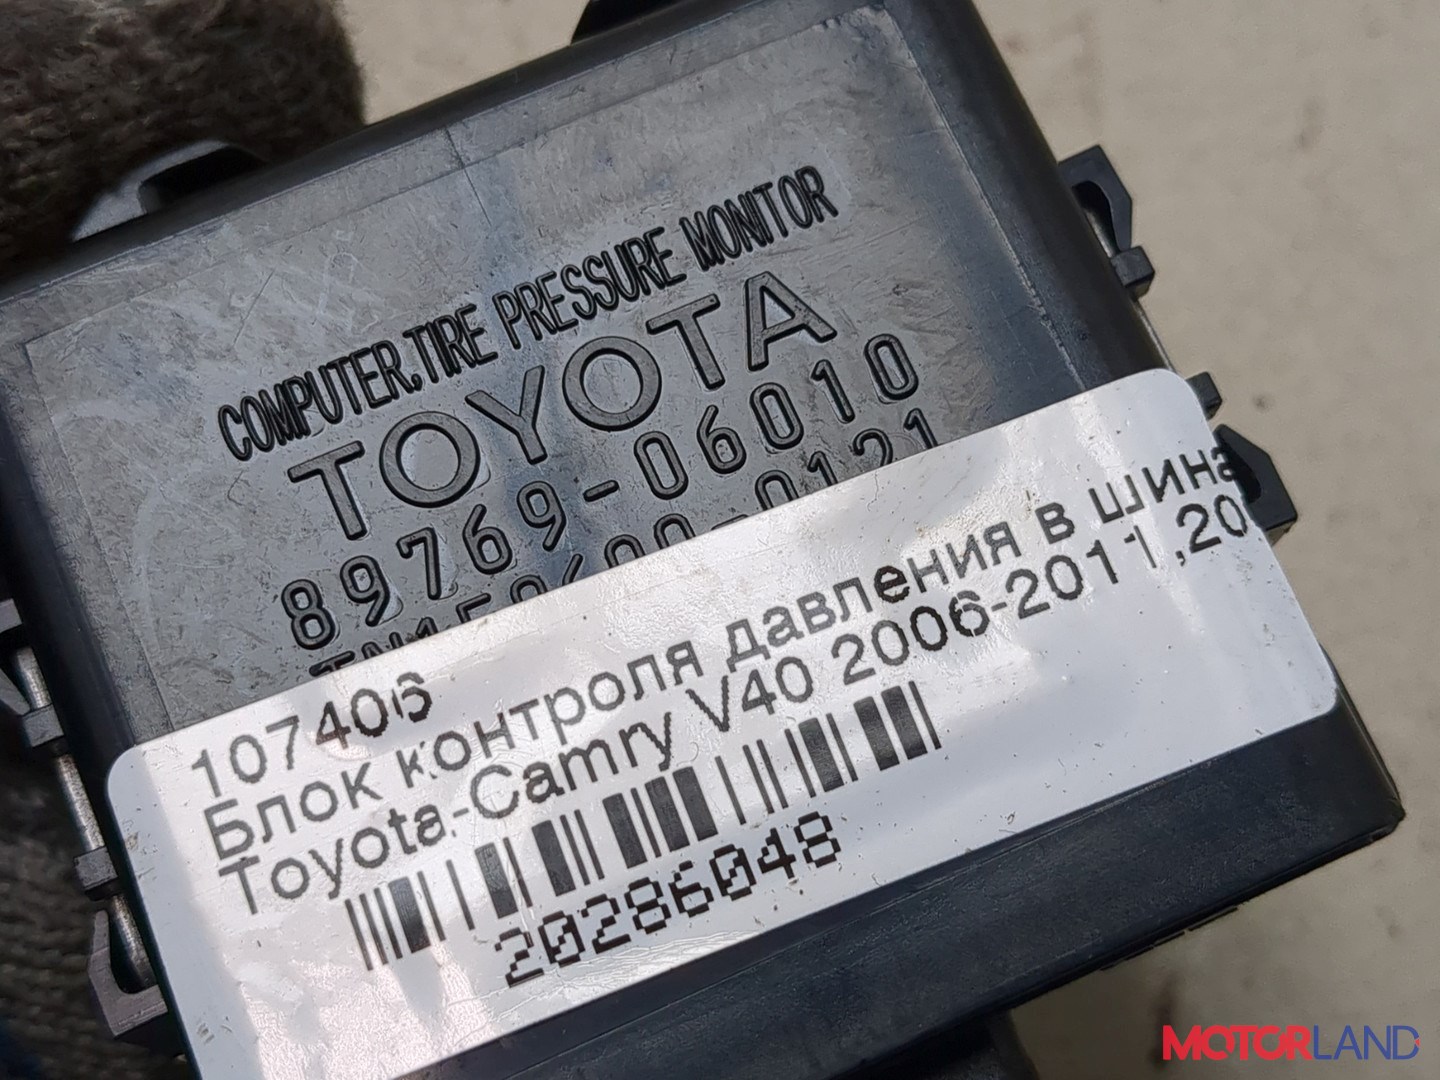 COMPUTER,TIRE PRESSURE MONITOR
TOYOTA
89769-06010
107406
Блок контроля давления в шина
Toyota-Camry V40 2006-2011,20
20286048
MOTORLAND